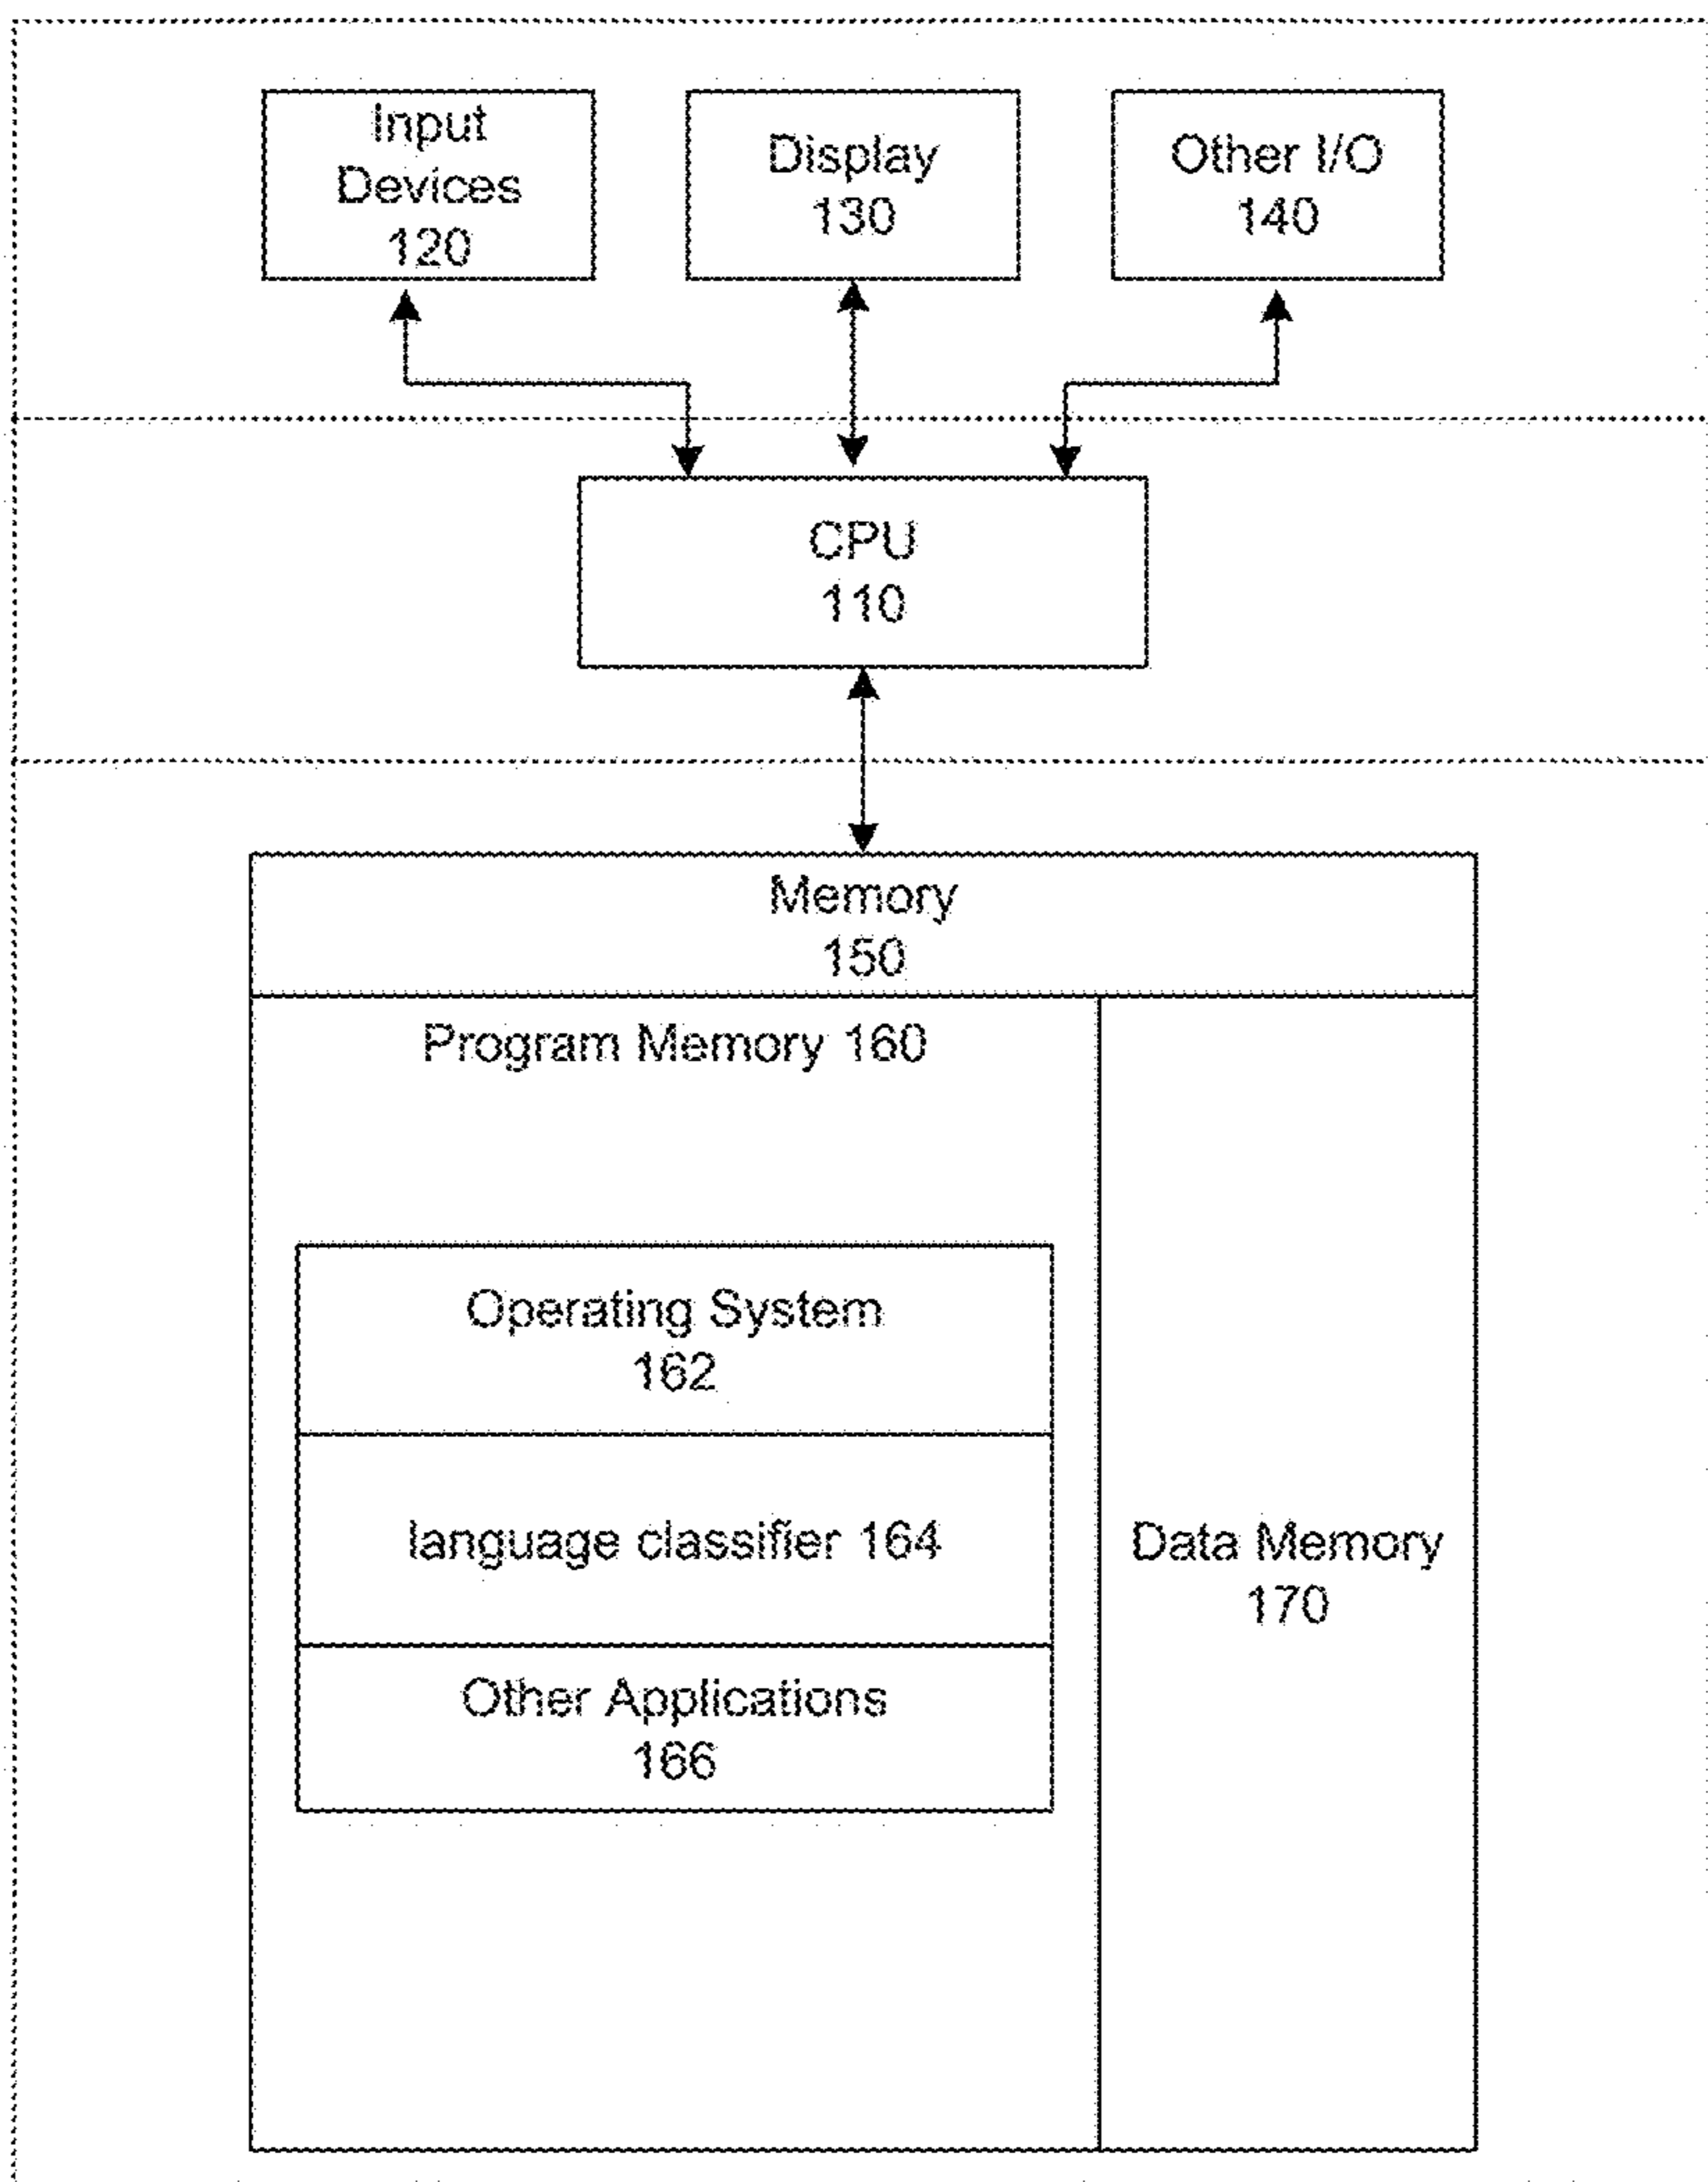 Input
Devices
120
Display
130
Other I/O
140
CPU
110
Memory
150
Program Memory 160
Operating System
162
language classifier 164
Other Applications
166
Data Memory
170